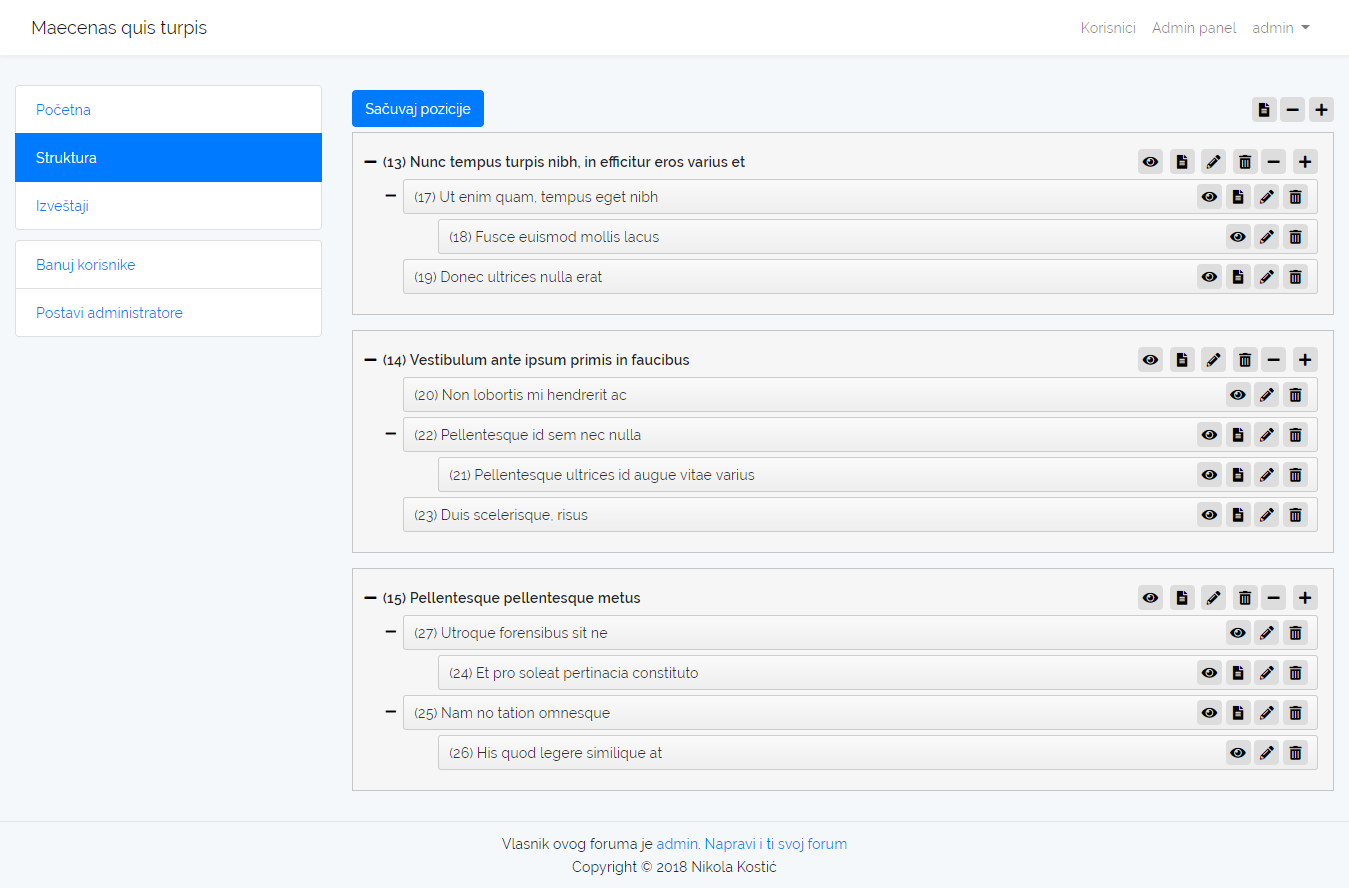 Maecenas quis turpis
Korisnici Admin panel admin
Početna
Struktura
Izveštaji
Banuj korisnike
Postavi administratore
Sačuvaj pozicije
(13) Nunc tempus turpis nibh, in efficitur eros varius et
(17) Ut enim quam, tempus eget nibh
(18) Fusce euismod mollis lacus
(19) Donec ultrices nulla erat
(14) Vestibulum ante ipsum primis in faucibus
(20) Non lobortis mi hendrerit ac
(22) Pellentesque id sem nec nulla
(21) Pellentesque ultrices id augue vitae varius
(23) Duis scelerisque, risus
(15) Pellentesque pellentesque metus
(27) Utroque forensibus sit ne
(24) Et pro soleat pertinacia constituto
(25) Nam no tation omnesque
(26) His quod legere similique at
Vlasnik ovog foruma je admin. Napravi i ti svoj forum
Copyright © 2018 Nikola Kostić